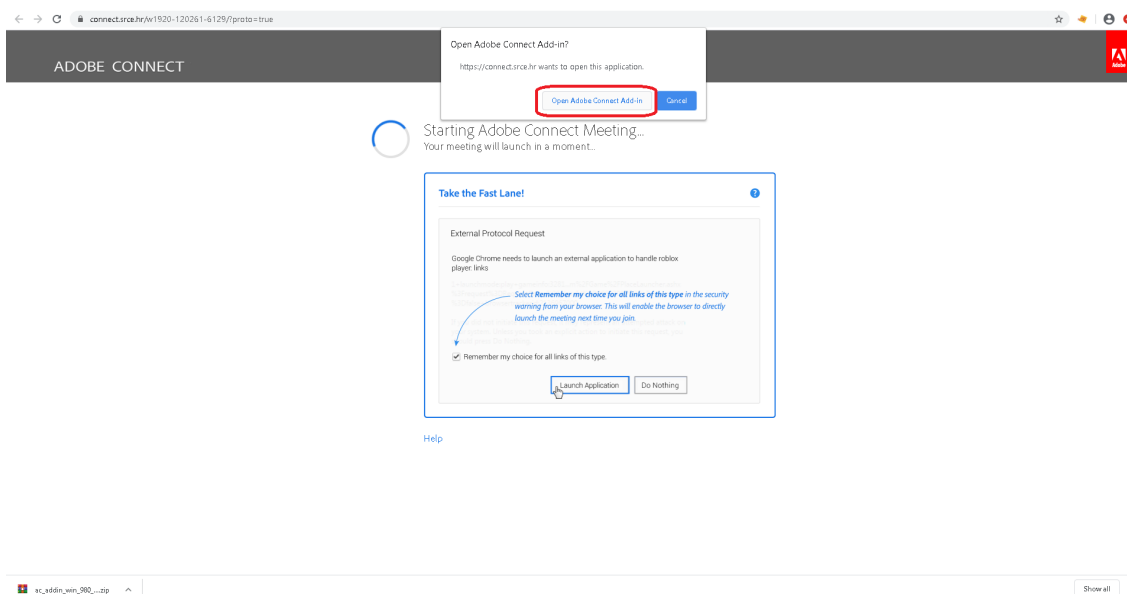 connect.srce.hr/w1920-120261-6129/?proto=true
Open Adobe Connect Add-in?
https://connect.srce.hr wants to open this application.
Open Adobe Connect Add-in
Cancel
ADOBE CONNECT
Adobe
Starting Adobe Connect Meeting...
Your meeting will launch in a moment...
Take the Fast Lane!
?
External Protocol Request
Google Chrome needs to launch an external application to handle roblox
player: links
Select Remember my choice for all links of this type in the security
warning from your browser. This will enable the browser to directly
launch the meeting next time you join.
Remember my choice for all links of this type.
Launch Application
Do Nothing
Help
ac_addin_win_980_....zip
Show all